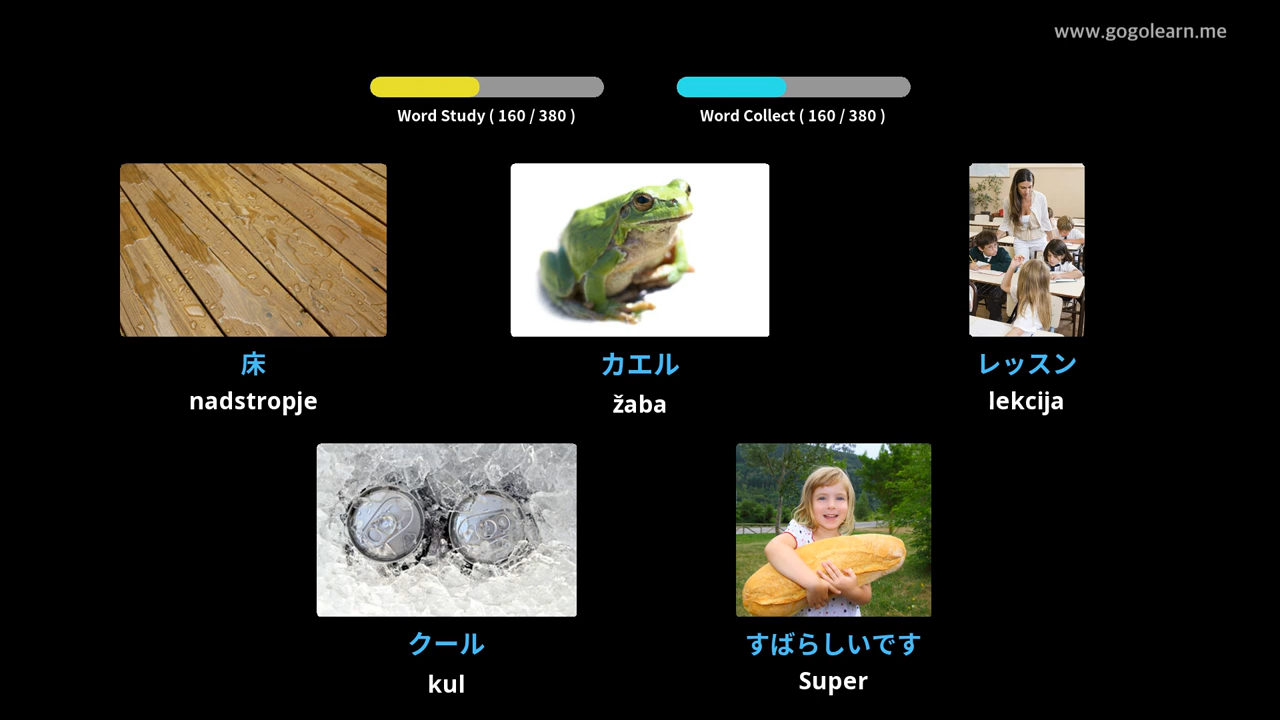 www.gogolearn.me
Word Study ( 160 / 380 )
Word Collect ( 160 / 380 )
床
nadstropje
カエル
žaba
レッスン
lekcija
クール
kul
すばらしいです
Super